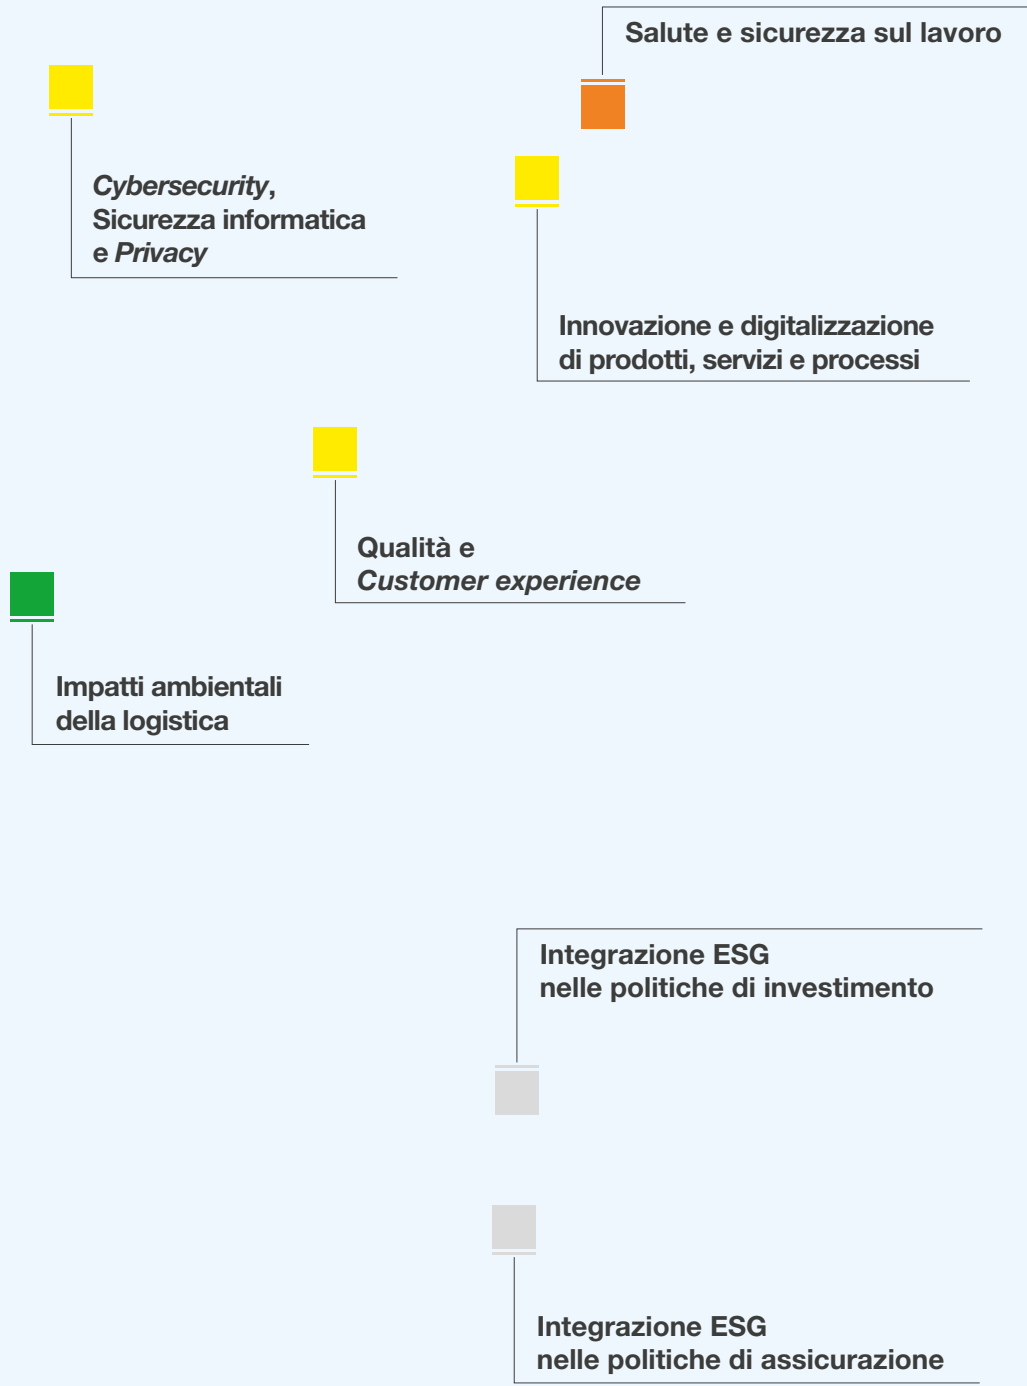 Salute e sicurezza sul lavoro
Cybersecurity,
Sicurezza informatica
e Privacy
Innovazione e digitalizzazione
di prodotti, servizi e processi
Qualità e
Customer experience
Impatti ambientali
della logistica
Integrazione ESG
nelle politiche di investimento
Integrazione ESG
nelle politiche di assicurazione